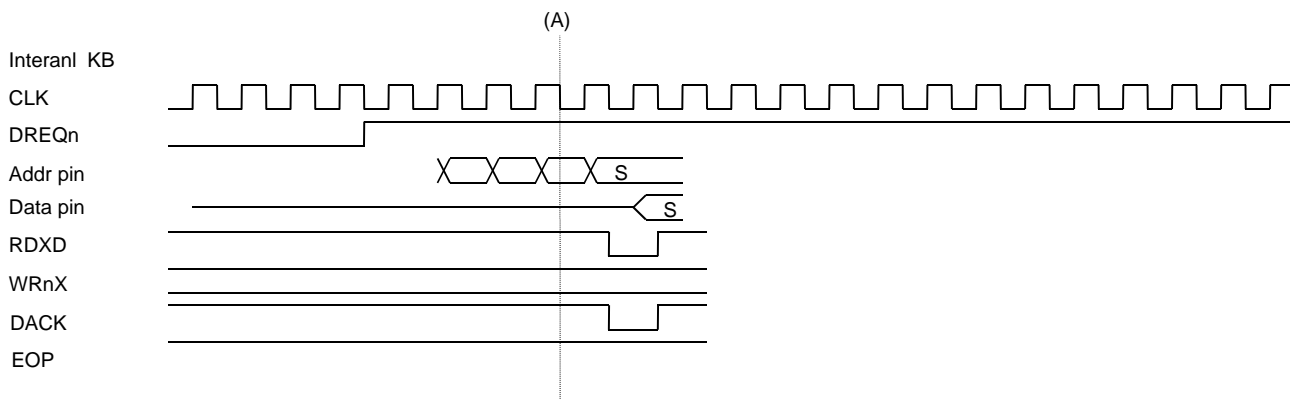 (A)
Interanl KB
CLK
DREQn
Addr pin
S
Data pin
S
RDXD
WRnX
DACK
EOP